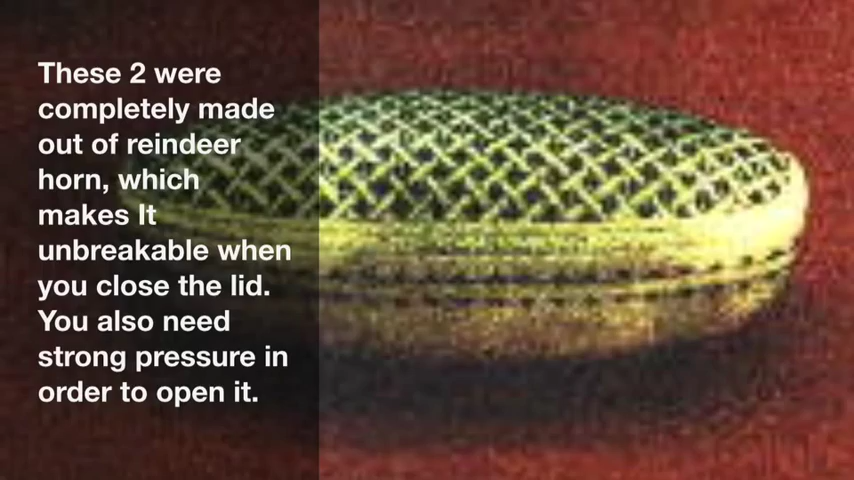 These 2 were
completely made
out of reindeer
horn, which
makes It
unbreakable when
you close the lid.
You also need
strong pressure in
order to open it.